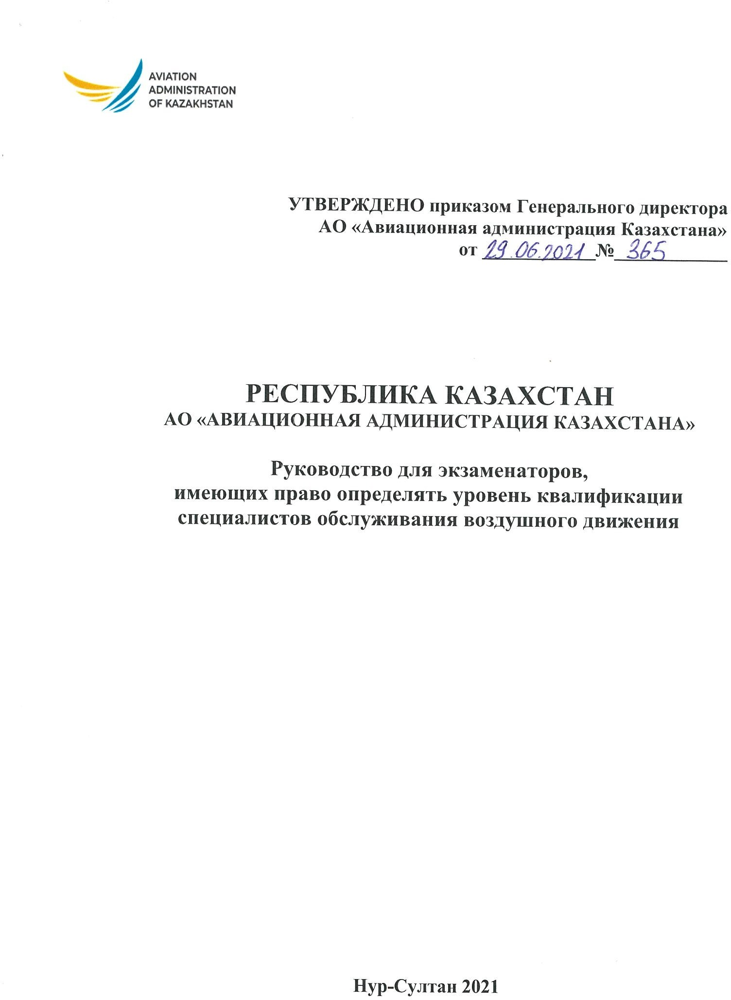 AVIATION
ADMINISTRATION
OF KAZAKHSTAN
УТВЕРЖДЕНО приказом Генерального директора
АО «Авиационная администрация Казахстана»
от 29.06.2021 № 365
РЕСПУБЛИКА КАЗАХСТАН
АО «АВИАЦИОННАЯ АДМИНИСТРАЦИЯ КАЗАХСТАНА»
Руководство для экзаменаторов,
имеющих право определять уровень квалификации
специалистов обслуживания воздушного движения
Нур-Султан 2021